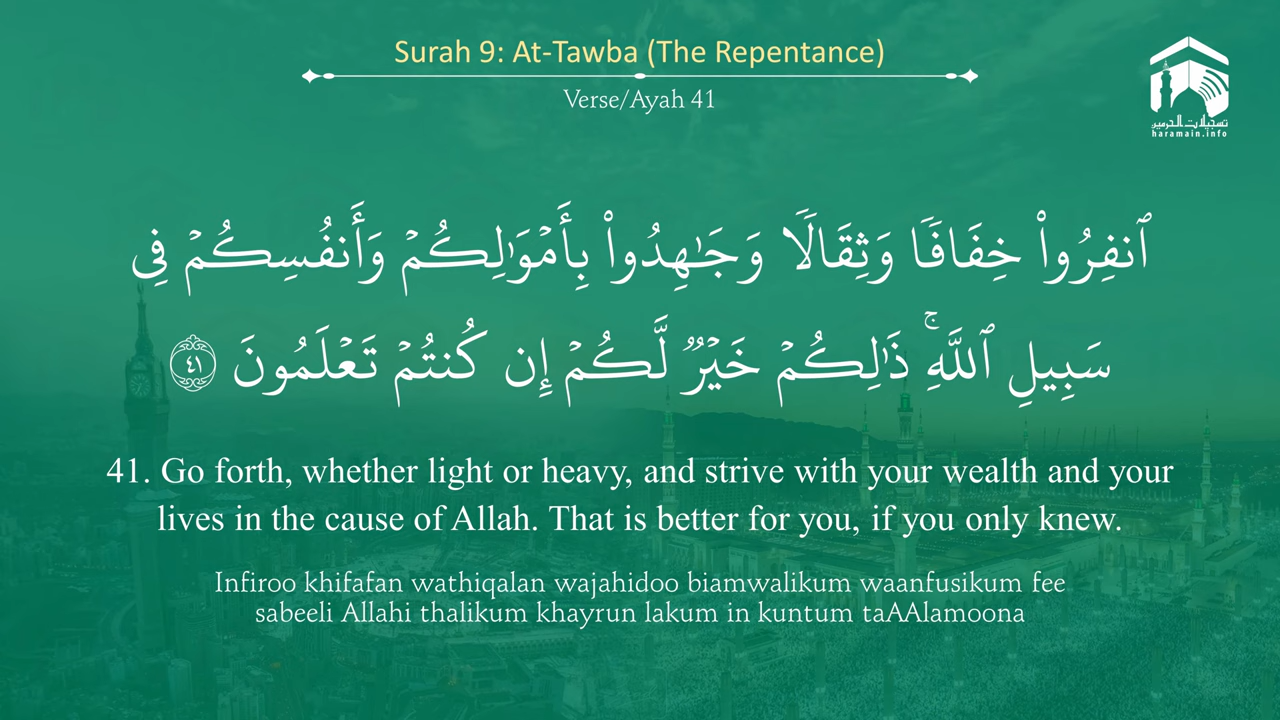 Surah 9: At-Tawba (The Repentance)
Verse/Ayah 41
تسجيلات الحرمين
haramain.info
ٱنفِرُوا۟ خِفَافًا وَثِقَالًا وَجَـٰهِدُوا۟ بِأَمْوَٰلِكُمْ وَأَنفُسِكُمْ فِى
سَبِيلِ ٱللَّهِ ۚ ذَٰلِكُمْ خَيْرٌ لَّكُمْ إِن كُنتُمْ تَعْلَمُونَ ٤١
41. Go forth, whether light or heavy, and strive with your wealth and your
lives in the cause of Allah. That is better for you, if you only knew.
Infiroo khifafan wathiqalan wajahidoo biamwalikum waanfusikum fee
sabeeli Allahi thalikum khayrun lakum in kuntum taAAlamoona